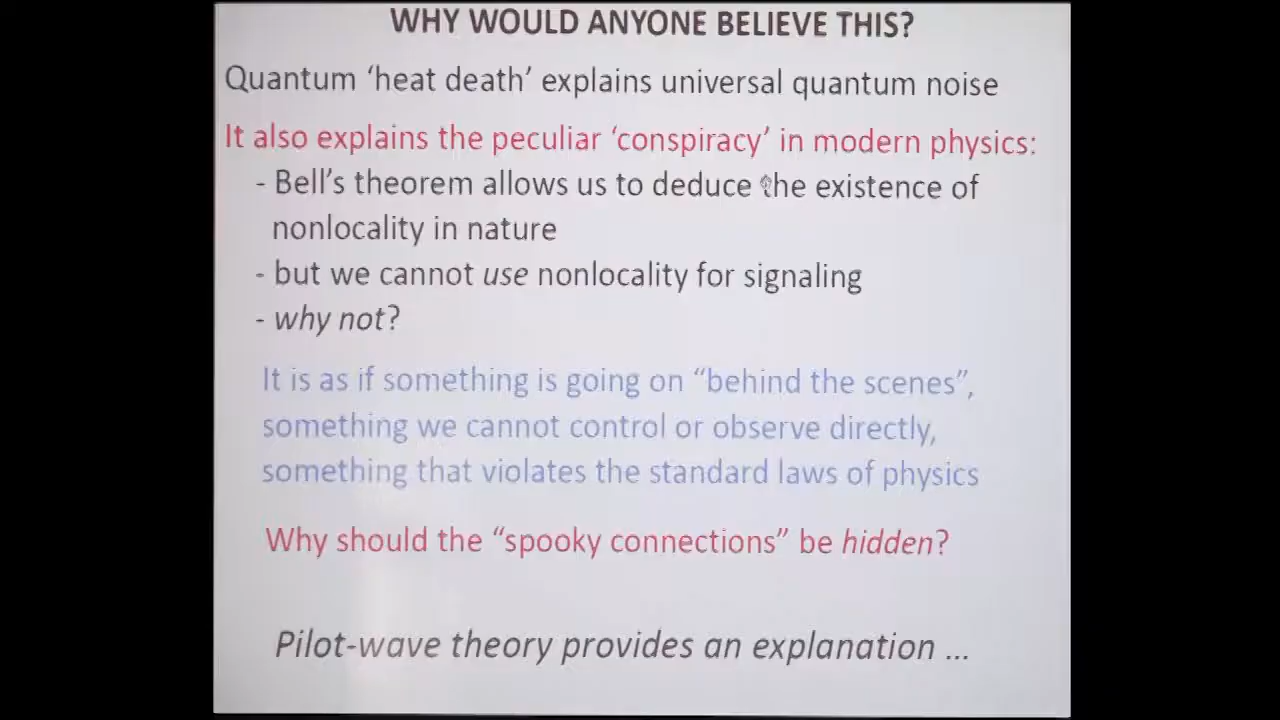 WHY WOULD ANYONE BELIEVE THIS?
Quantum ‘heat death’ explains universal quantum noise
It also explains the peculiar ‘conspiracy’ in modern physics:
- Bell’s theorem allows us to deduce the existence of
nonlocality in nature
- but we cannot use nonlocality for signaling
- why not?
It is as if something is going on “behind the scenes”,
something we cannot control or observe directly,
something that violates the standard laws of physics
Why should the “spooky connections” be hidden?
Pilot-wave theory provides an explanation ...